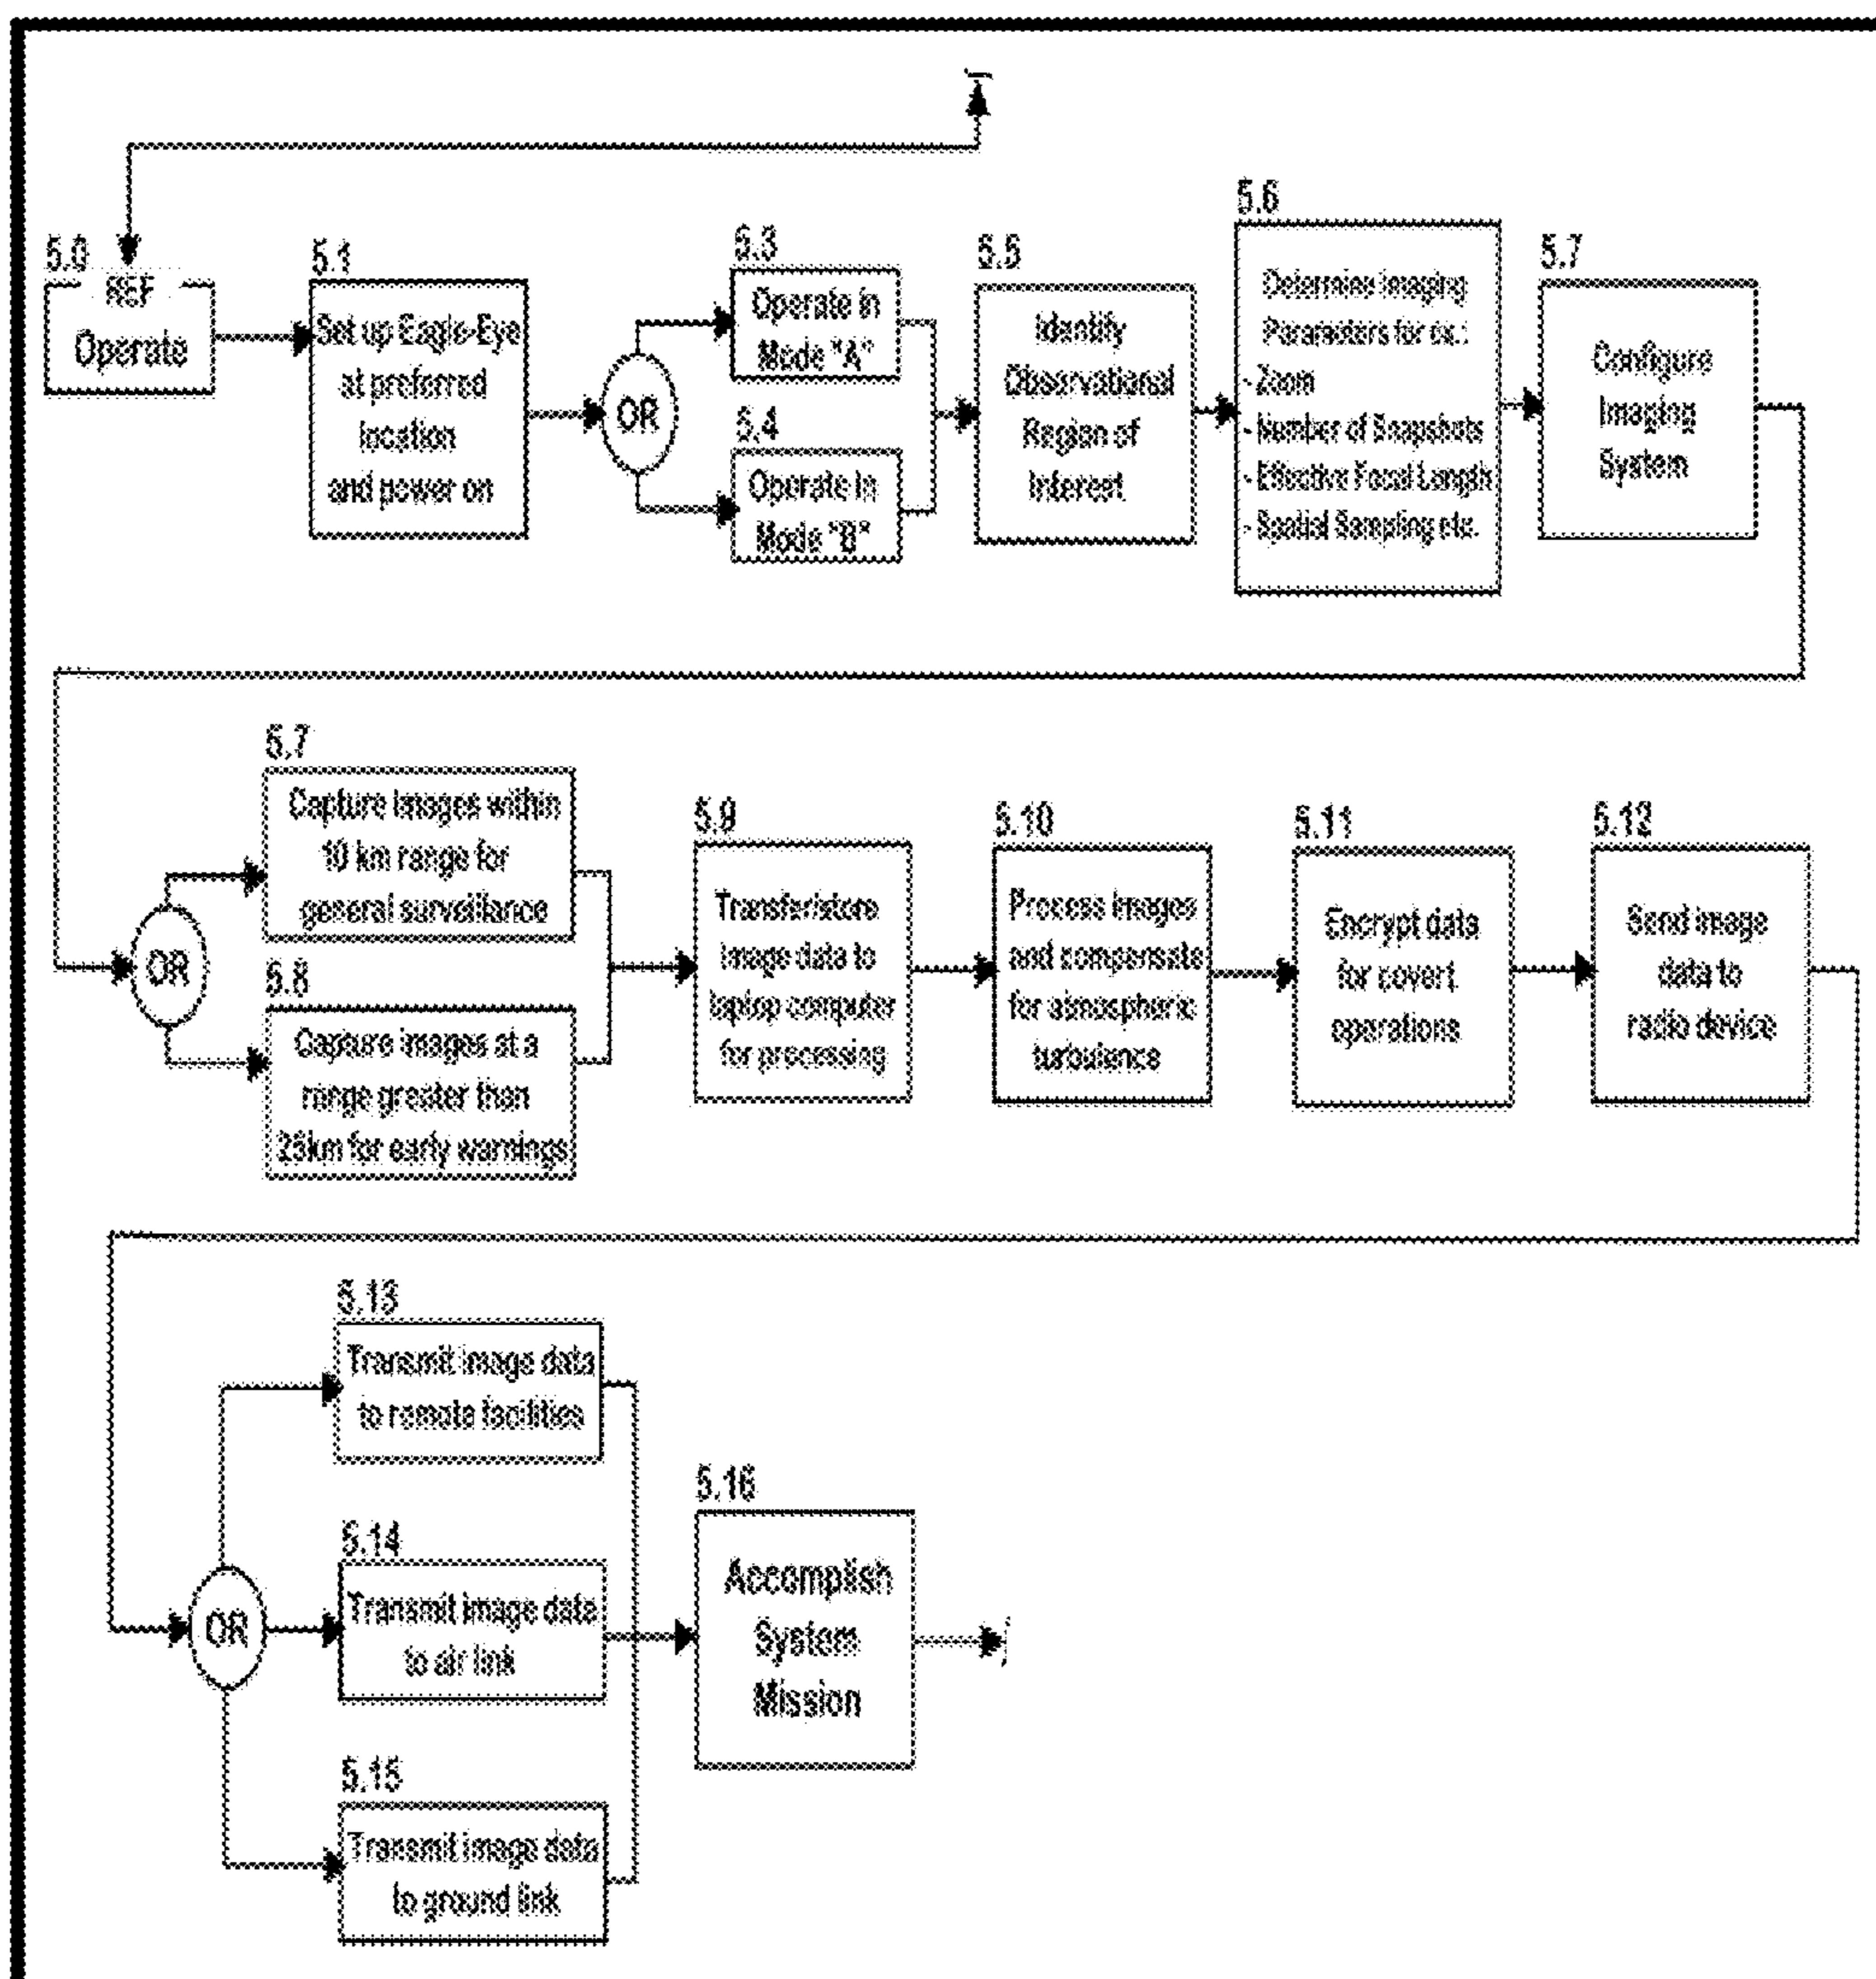 5.0
REF
Operate
5.1
Set up Eagle-Eye
at preferred
location
and power on
OR
5.3
Operate in
Mode "A"
5.4
Operate in
Mode "B"
5.5
Identify
Observational
Region of
Interest
5.6
Determine Imaging
Parameters for ex.:
- Zoom
- Number of Snapshots
- Effective Focal Length
- Spatial Sampling etc.
5.7
Configure
Imaging
System
OR
5.7
Capture Images within
10 km range for
general surveillance
5.8
Capture images at a
range greater than
25km for early warnings
5.9
Transfer/store
image data to
laptop computer
for processing
5.10
Process Images
and compensate
for atmospheric
turbulence
5.11
Encrypt data
for covert
operations
5.12
Send image
data to
radio device
OR
5.13
Transmit image data
to remote facilities
5.14
Transmit image data
to air link
5.15
Transmit image data
to ground link
5.16
Accomplish
System
Mission